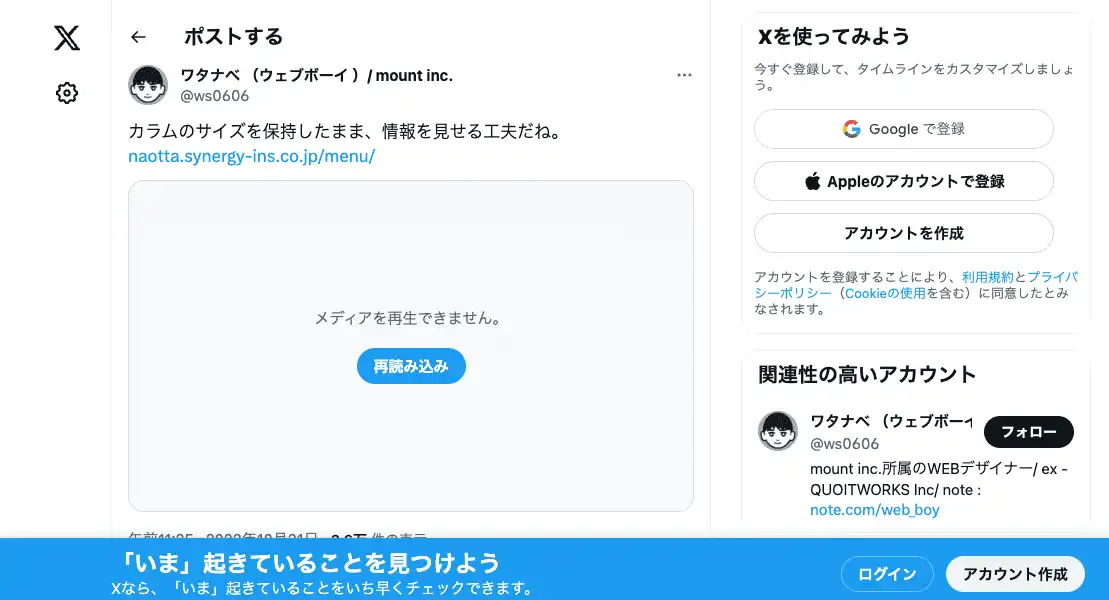 ポストする
ワタナベ （ウェブボーイ）/ mount inc.
@ws0606
カラムのサイズを保持したまま、情報を見せる工夫だね。
naotta.synergy-ins.co.jp/menu/
メディアを再生できません。
再読み込み
Xを使ってみよう
今すぐ登録して、タイムラインをカスタマイズしましょ
う。
Google で登録
Appleのアカウントで登録
アカウントを作成
アカウントを登録することにより、利用規約とプライバ
シーポリシー（Cookieの使用を含む）に同意したとみ
なされます。
関連性の高いアカウント
ワタナベ （ウェブボーイ
@ws0606
フォロー
mount inc.所属のWEBデザイナー/ ex -
QUOITWORKS Inc/ note :
note.com/web_boy
「いま」起きていることを見つけよう
Xなら、「いま」起きていることをいち早くチェックできます。
ログイン
アカウント作成